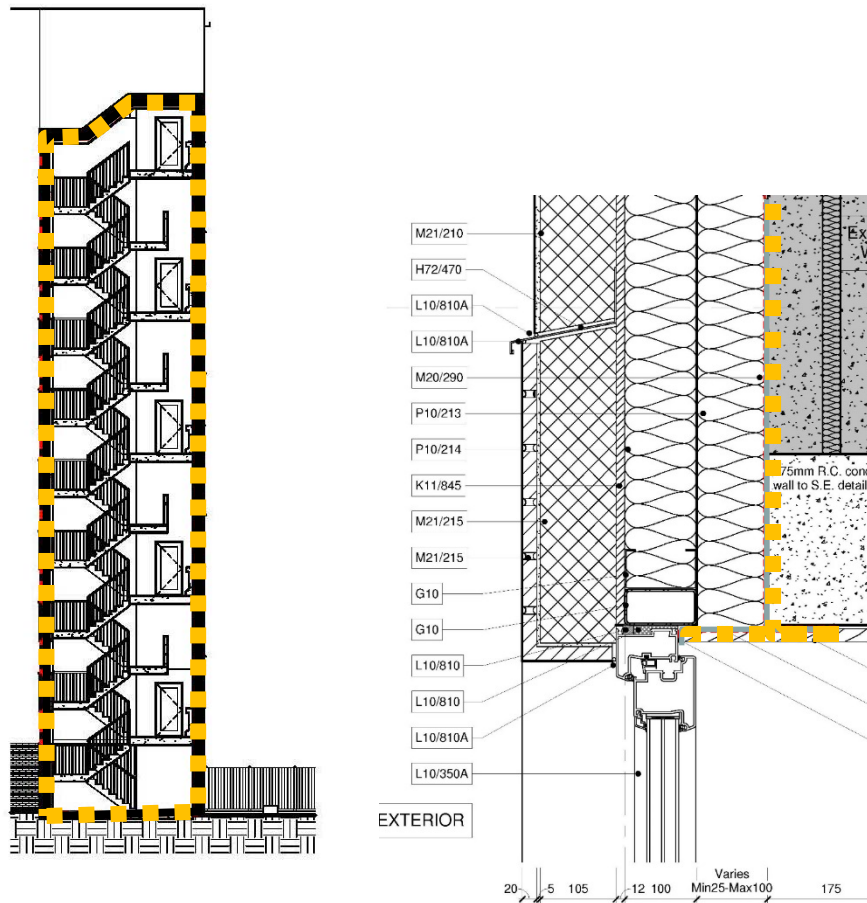 M21/210
H72/470
L10/810A
L10/810A
M20/290
P10/213
P10/214
K11/845
M21/215
M21/215
G10
G10
L10/810
L10/810
L10/810A
L10/350A
EXTERIOR
75mm R.C.
wall to S.E.
20
5
105
12
100
Varies
Min25-Max100
175